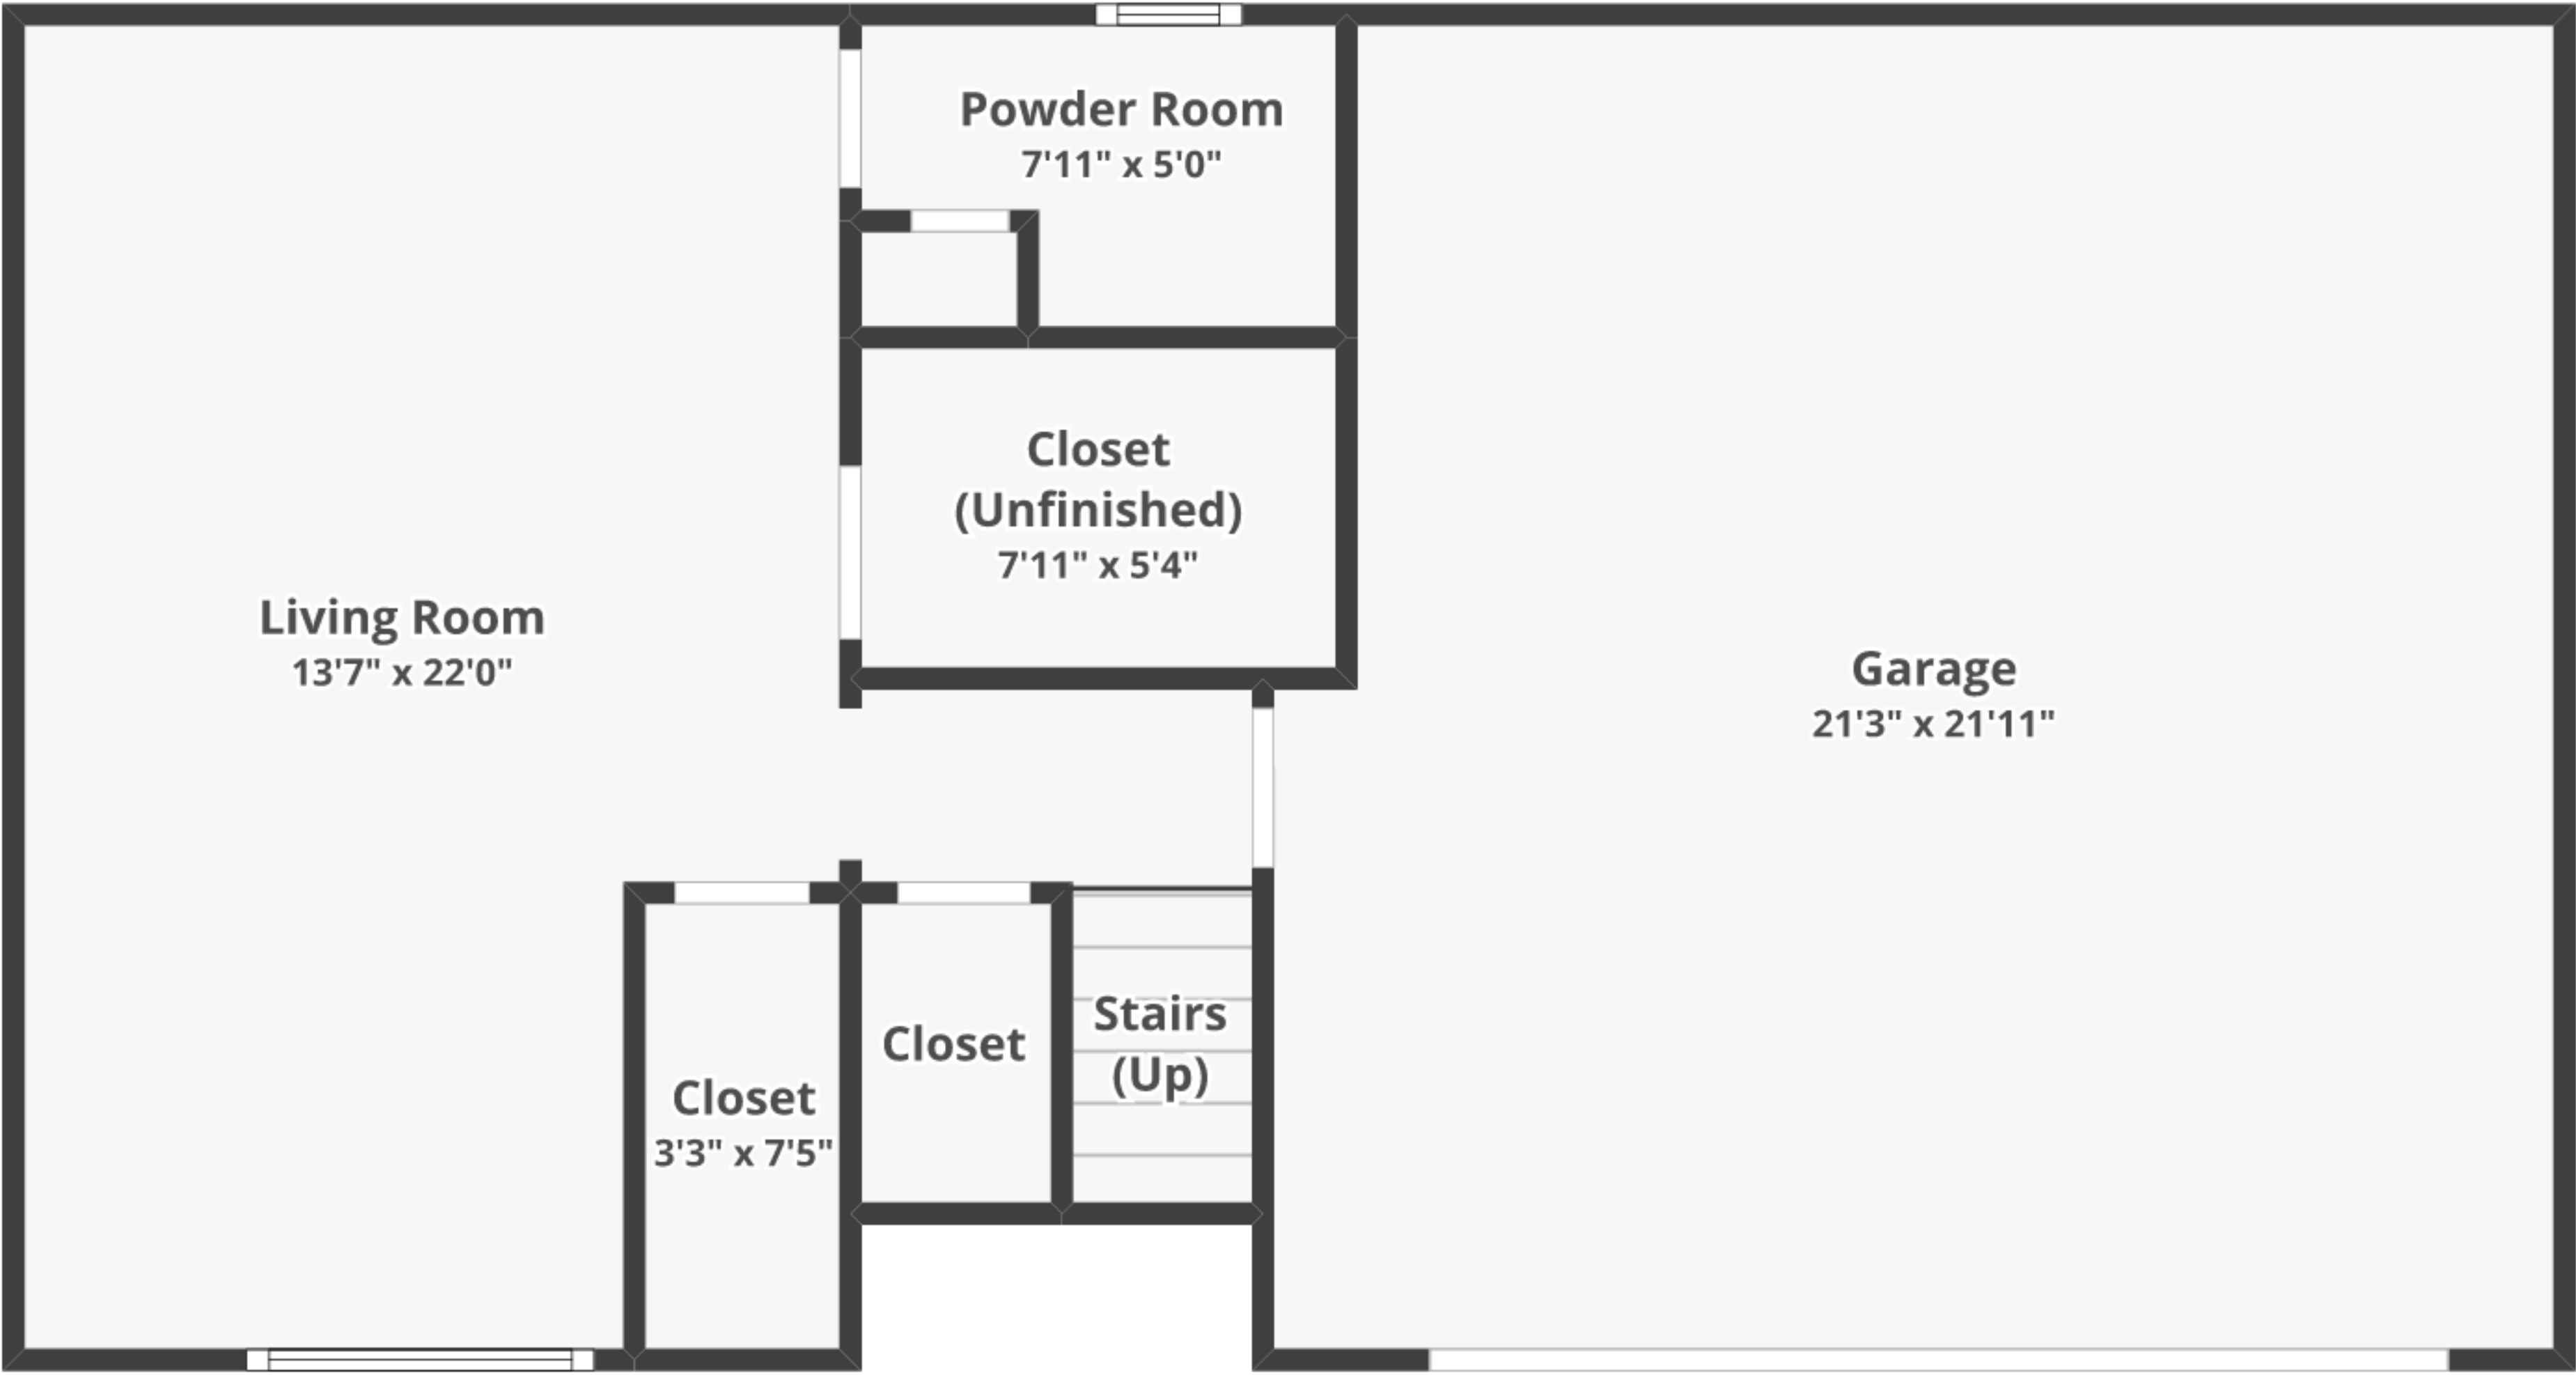 Powder Room
7'11" x 5'0"
Closet
(Unfinished)
7'11" x 5'4"
Living Room
13'7" x 22'0"
Garage
21'3" x 21'11"
Closet
3'3" x 7'5"
Closet
Stairs
(Up)